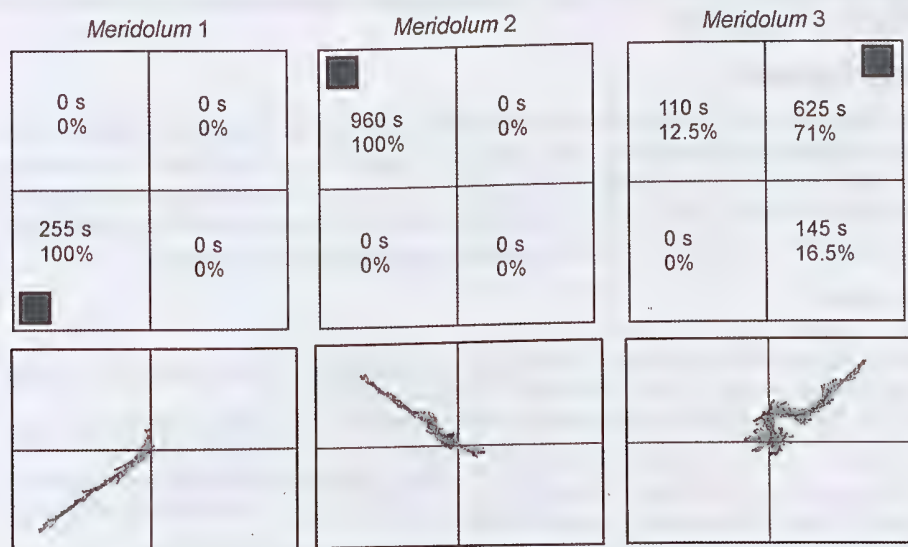 Meridolum 1
Meridolum 2
Meridolum 3
0 s
0%
0 s
0%
255 s
100%
0 s
0%
960 s
100%
0 s
0%
0 s
0%
0 s
0%
110 s
12.5%
625 s
71%
0 s
0%
145 s
16.5%